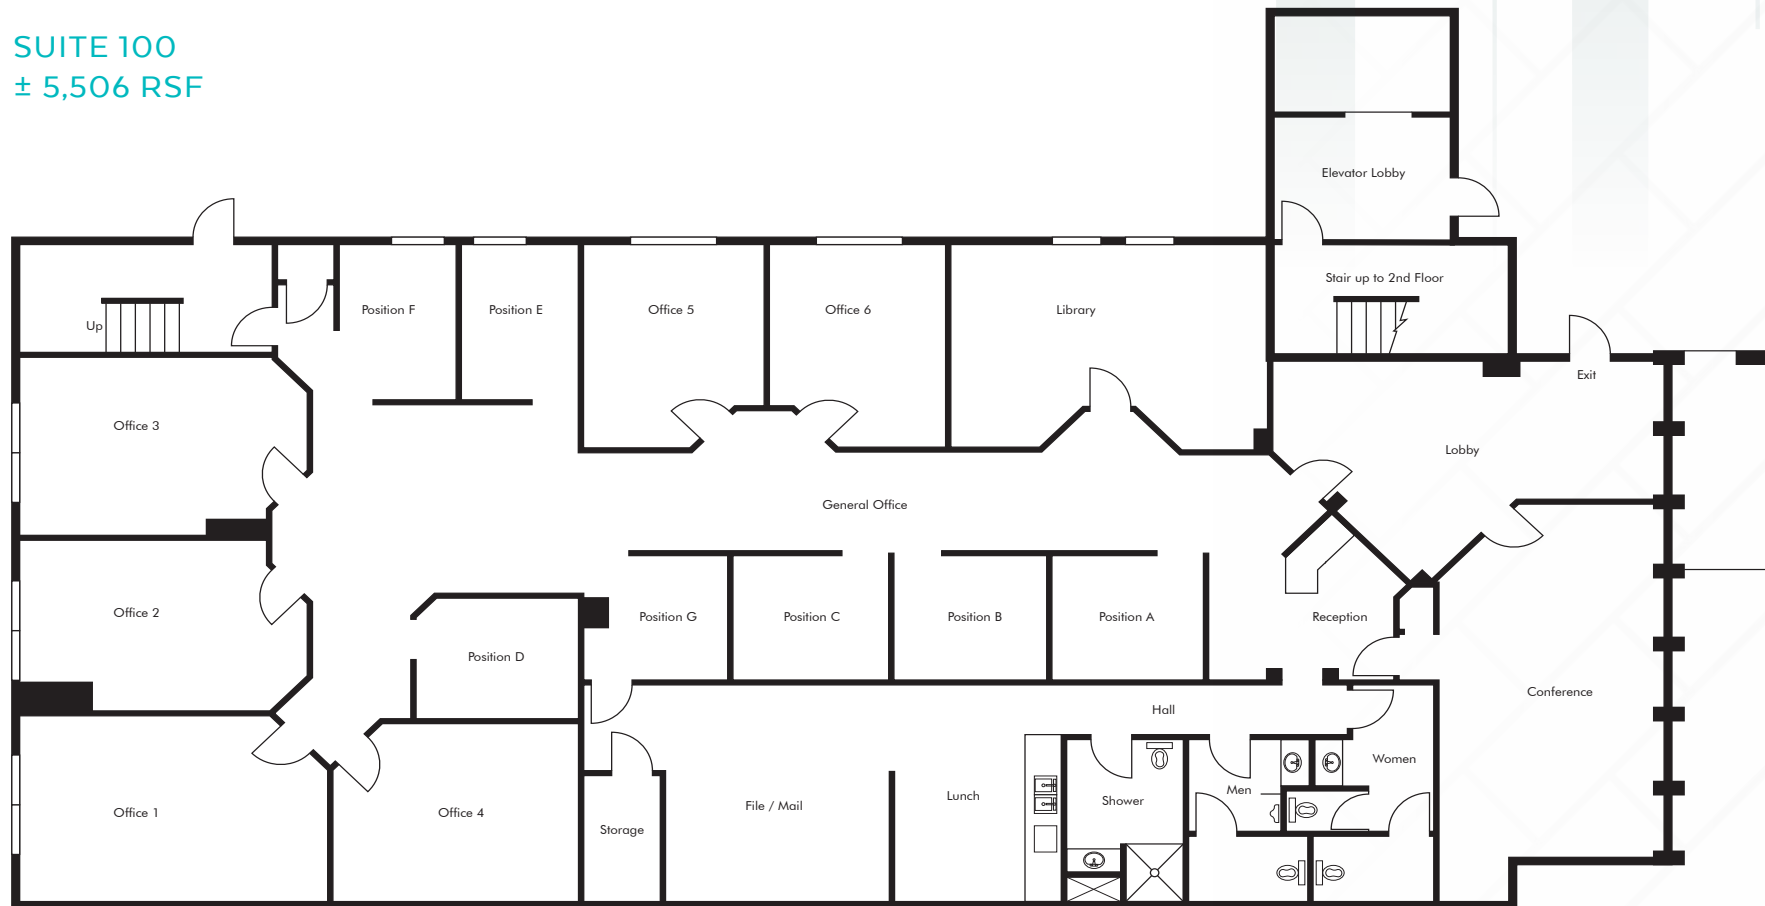 SUITE 100
± 5,506 RSF
Elevator Lobby
Stair up to 2nd Floor
Up
Position F
Position E
Office 5
Office 6
Library
Exit
Office 3
Lobby
General Office
Office 2
Position G
Position C
Position B
Position A
Reception
Position D
Conference
Hall
Women
Men
Shower
Lunch
File / Mail
Storage
Office 1
Office 4